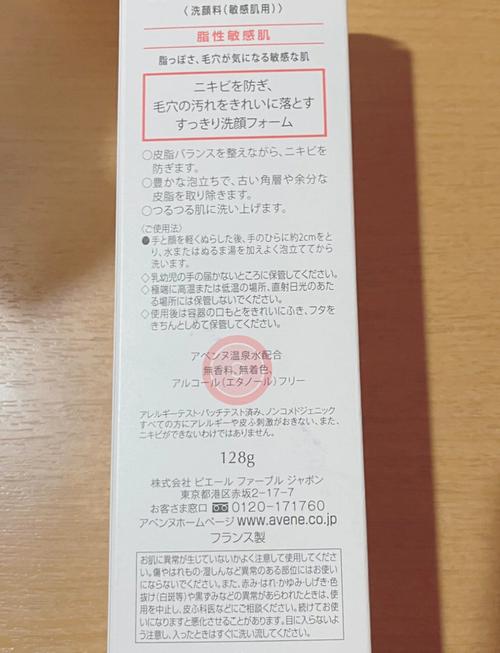 〈洗顔料(敏感肌用)〉
脂性敏感肌
脂っぽさ、毛穴が気になる敏感な肌
ニキビを防ぎ、
毛穴の汚れをきれいに落とす
すっきり洗顔フォーム
○皮脂バランスを整えながら、ニキビを
防ぎます。
○豊かな泡立ちで、古い角層や余分な
皮脂を取り除きます。
○つるつる肌に洗い上げます。
〈ご使用法〉
●手と顔を軽くぬらした後、手のひらに約2cmをと
り、水またはぬるま湯を加えよく泡立ててから
洗います。
◇乳幼児の手の届かないところに保管してください。
◇極端に高温または低温の場所、直射日光のあた
る場所には保管しないでください。
◇使用後は容器の口もとをきれいにふき、フタを
きちんとしめて保管してください。
アベンヌ温泉水配合
無香料、無着色、
アルコール(エタノール)フリー
アレルギーテスト・パッチテスト済み、ノンコメドジェニック
すべての方にアレルギーや皮ふ刺激がおきない、また、
ニキビができないわけではありません。
128g
株式会社 ピエール ファーブル ジャポン
東京都港区赤坂2-17-7
お客さま窓口 0120-171760
アベンヌホームページ www.avene.co.jp
フランス製
お肌に異常が生じていないかよく注意して使用してくださ
い。傷やはれもの・湿しんなど異常のある部位にはお使い
にならないでください。また、赤み・はれ・かゆみ・しげき・色
抜け(白斑等)や黒ずみなどの異常があらわれたときは、使
用を中止し、皮ふ科医などにご相談ください。続けてお使
いになりますと悪化させることがあります。目に入らないよ
う注意し、入ったときはすぐに洗い流してください。